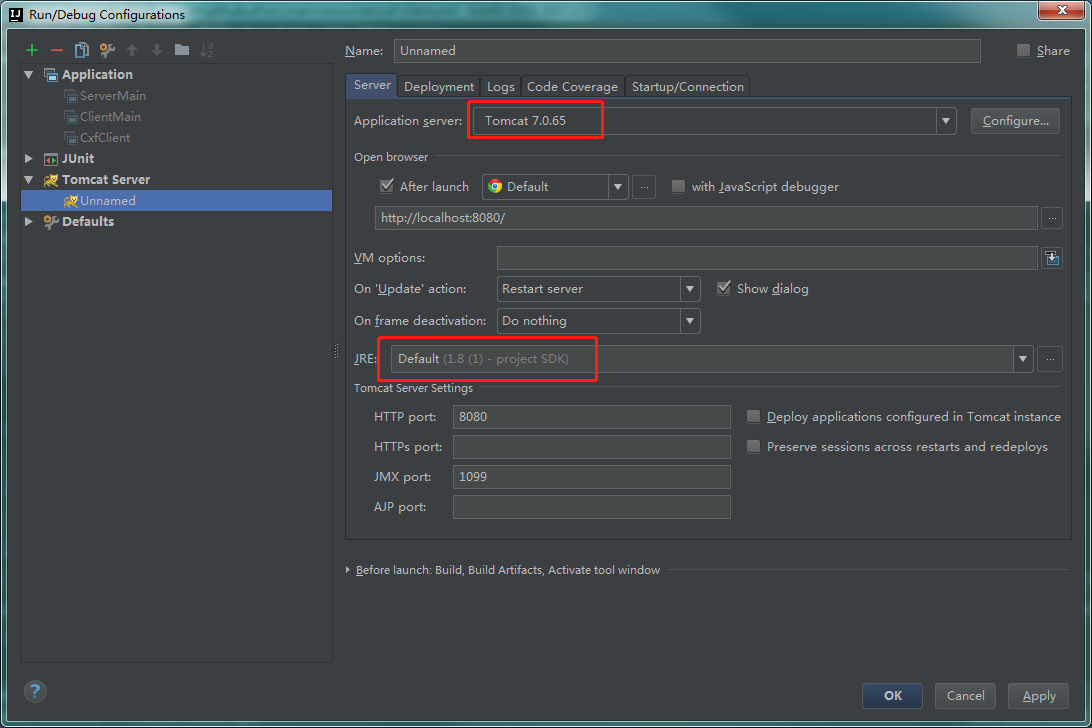 Run/Debug Configurations
Name: Unnamed Share
Application
ServerMain
ClientMain
CxfClient
JUnit
Tomcat Server
Unnamed
Defaults
Server Deployment Logs Code Coverage Startup/Connection
Application server: Tomcat 7.0.65 Configure...
Open browser
After launch Default ... with JavaScript debugger
http://localhost:8080/ ...
VM options:
On 'Update' action: Restart server Show dialog
On frame deactivation: Do nothing
JRE: Default (1.8 (1) - project SDK) ...
Tomcat Server Settings
HTTP port: 8080 Deploy applications configured in Tomcat instance
HTTPs port: Preserve sessions across restarts and redeploys
JMX port: 1099
AJP port:
Before launch: Build, Build Artifacts, Activate tool window
? OK Cancel Apply